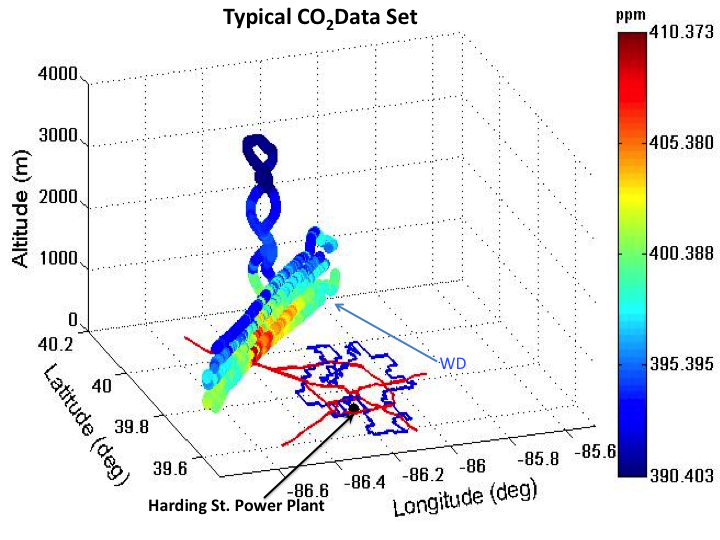 Typical CO₂Data Set
ppm
410.373
405.380
400.388
395.395
390.403
Altitude (m)
4000
3000
2000
1000
0
40.2
40
39.8
39.6
Latitude (deg)
-86.6
-86.4
-86.2
-86
-85.8
-85.6
Longitude (deg)
WD
Harding St. Power Plant